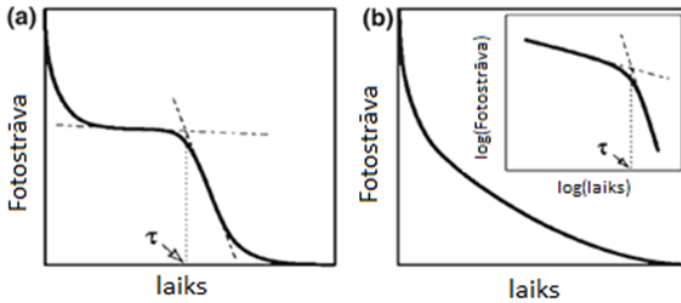 (a)
Fotostrāva
τ
laiks
(b)
Fotostrāva
log(Fotostrāva)
τ
log(laiks)
laiks